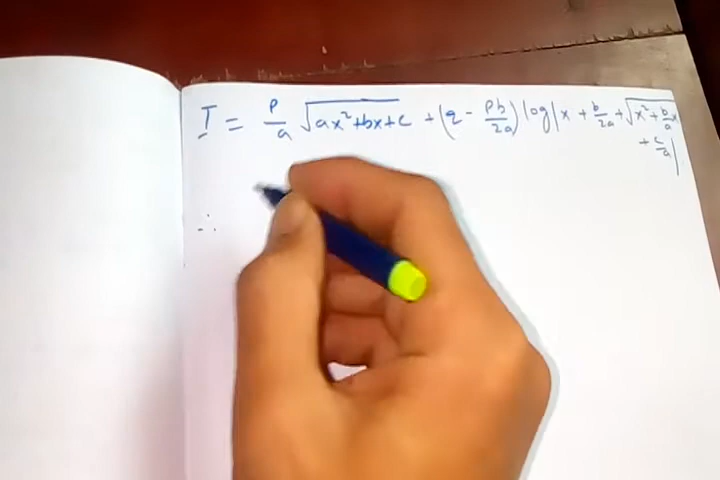 I = p/a √ax²+bx+c + (q - pb/2a) log|x + b/2a + √x²+b/a x
+ c/a|
∴